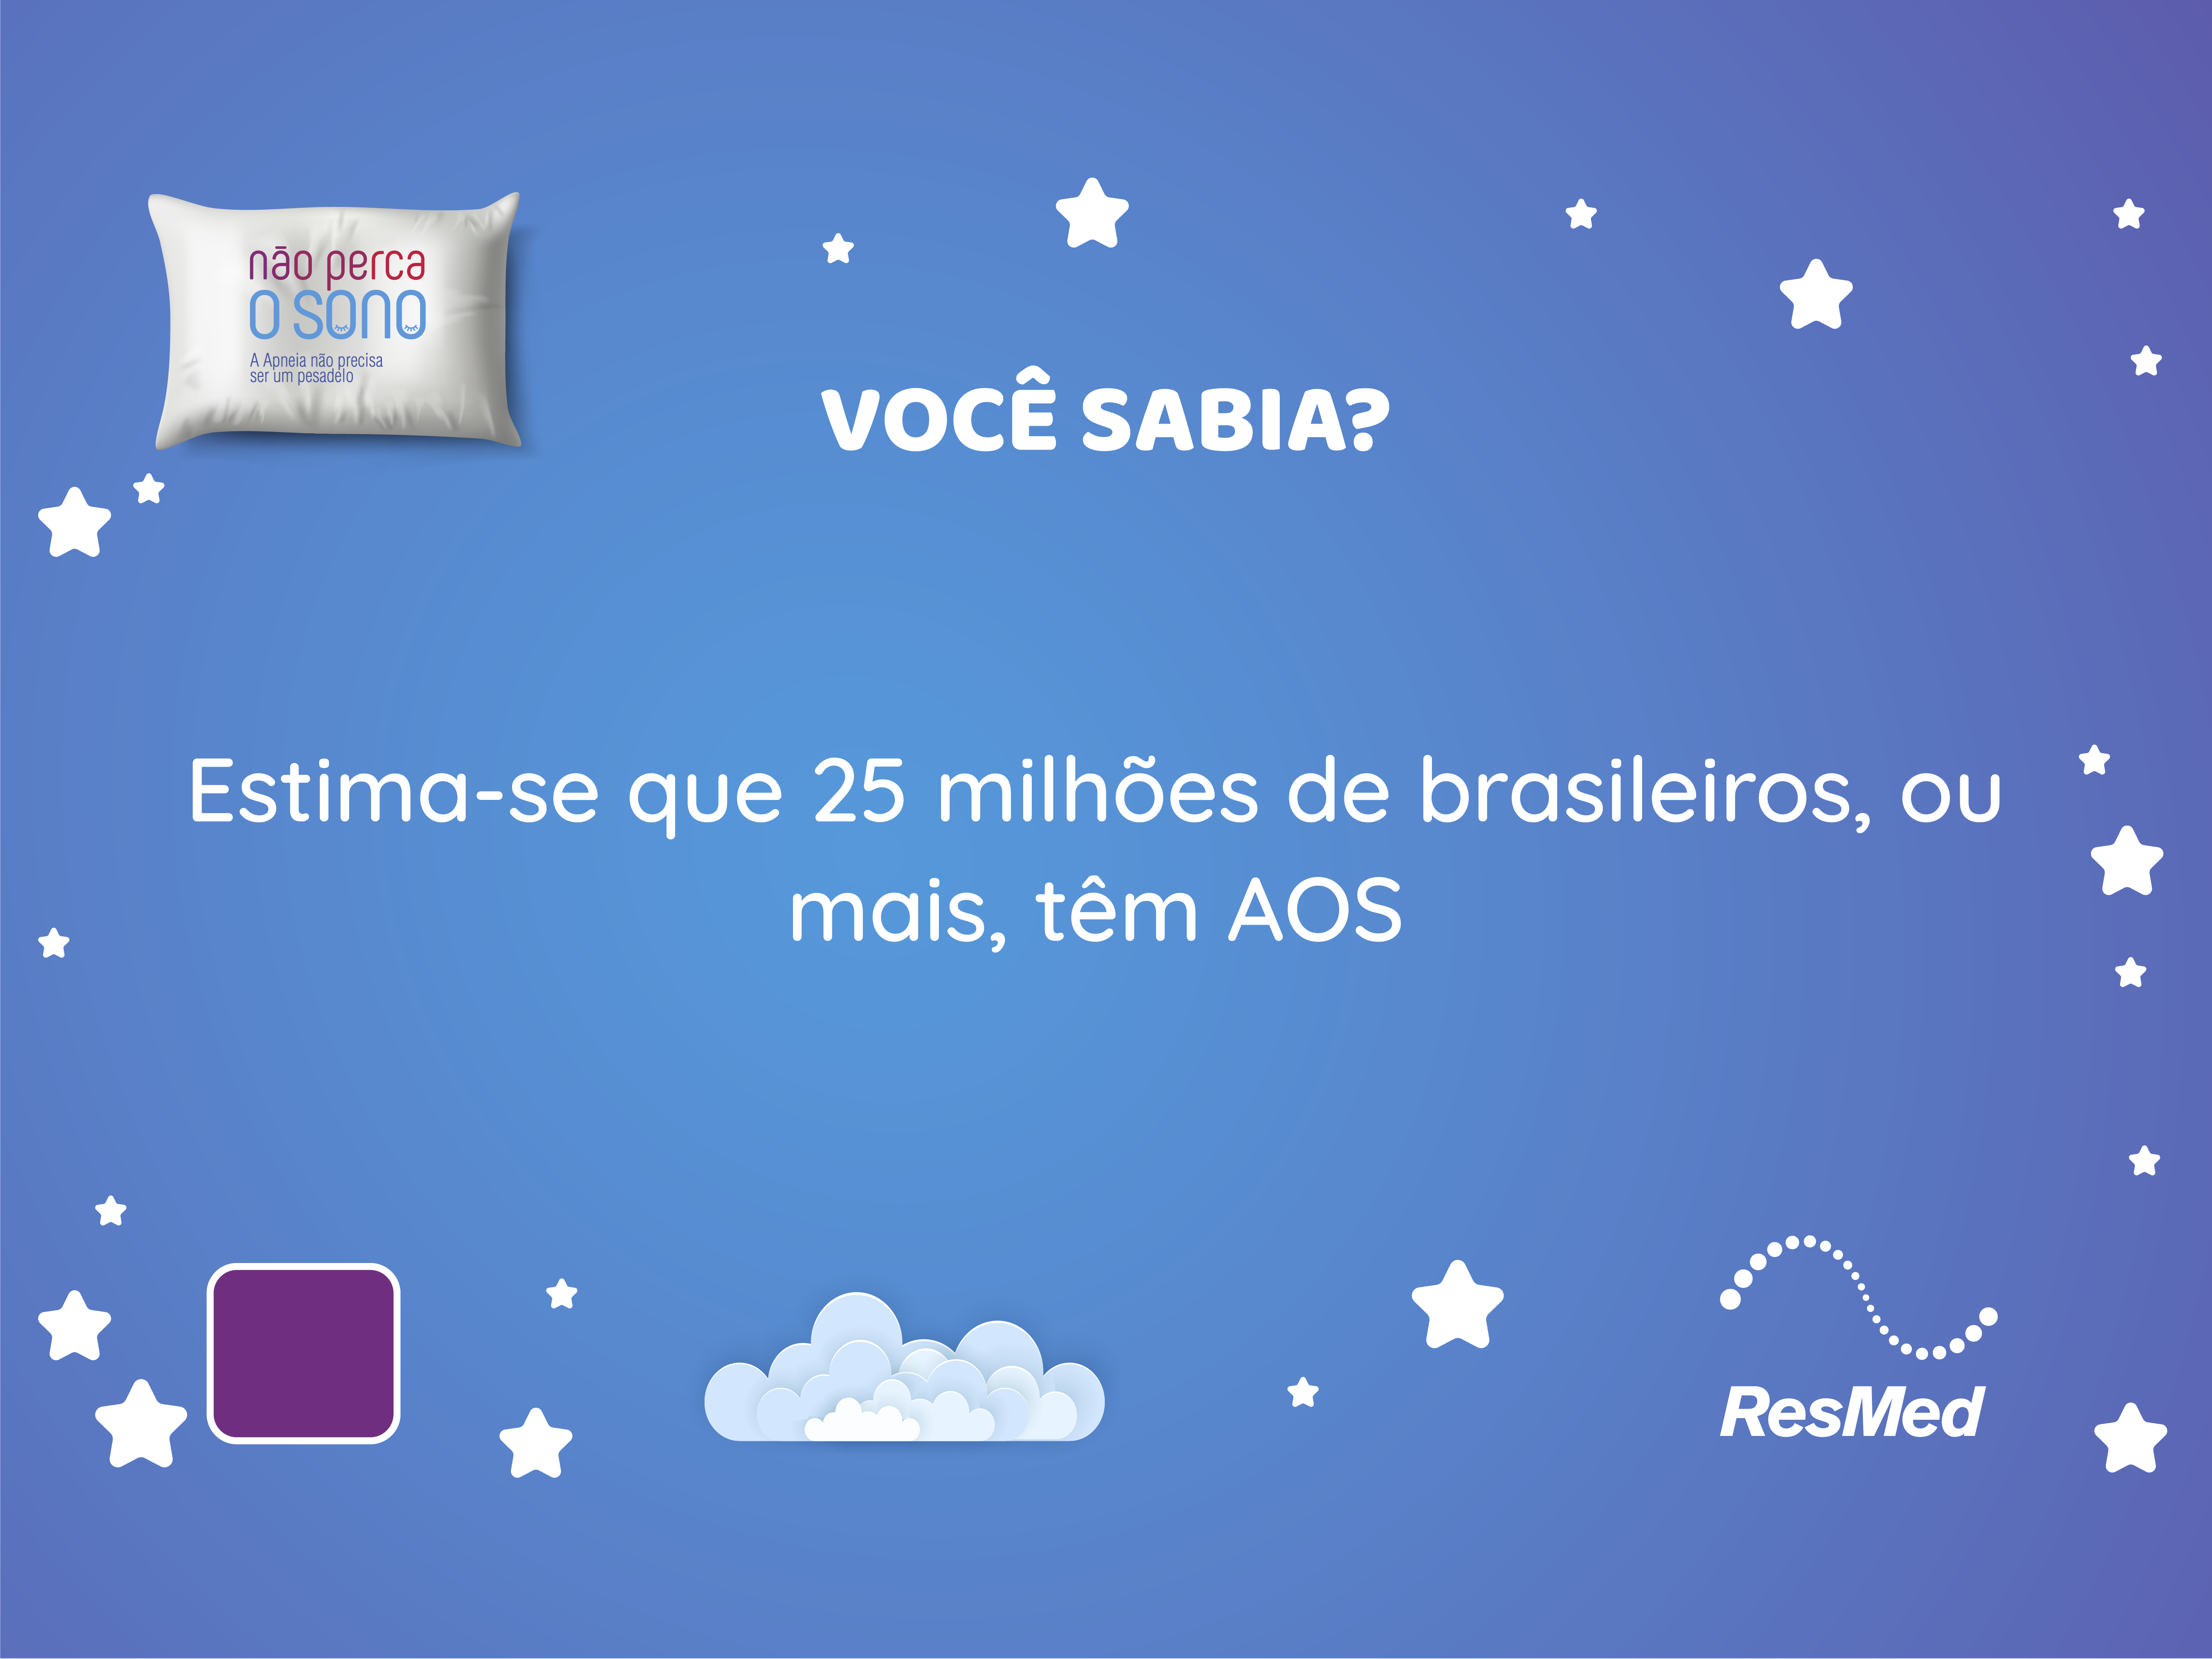 não perca
o sono
A Apneia não precisa
ser um pesadelo
VOCÊ SABIA?
Estima-se que 25 milhões de brasileiros, ou
mais, têm AOS
ResMed